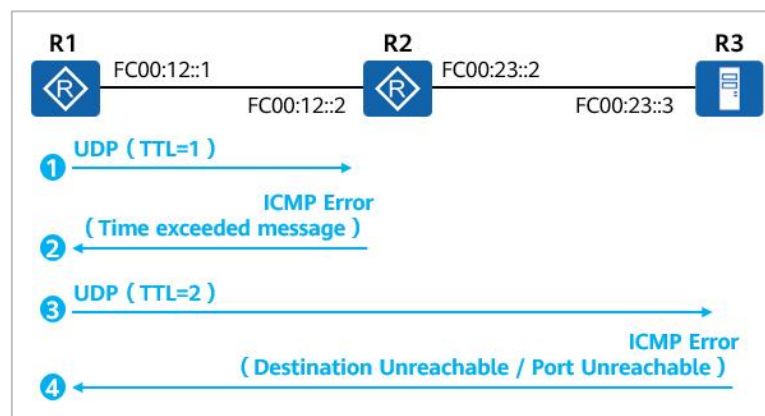 R1 R2 R3
FC00:12::1 FC00:23::2
R R
FC00:12::2 FC00:23::3
UDP ( TTL=1 )
1
ICMP Error
( Time exceeded message )
2
UDP ( TTL=2 )
3
ICMP Error
( Destination Unreachable / Port Unreachable )
4